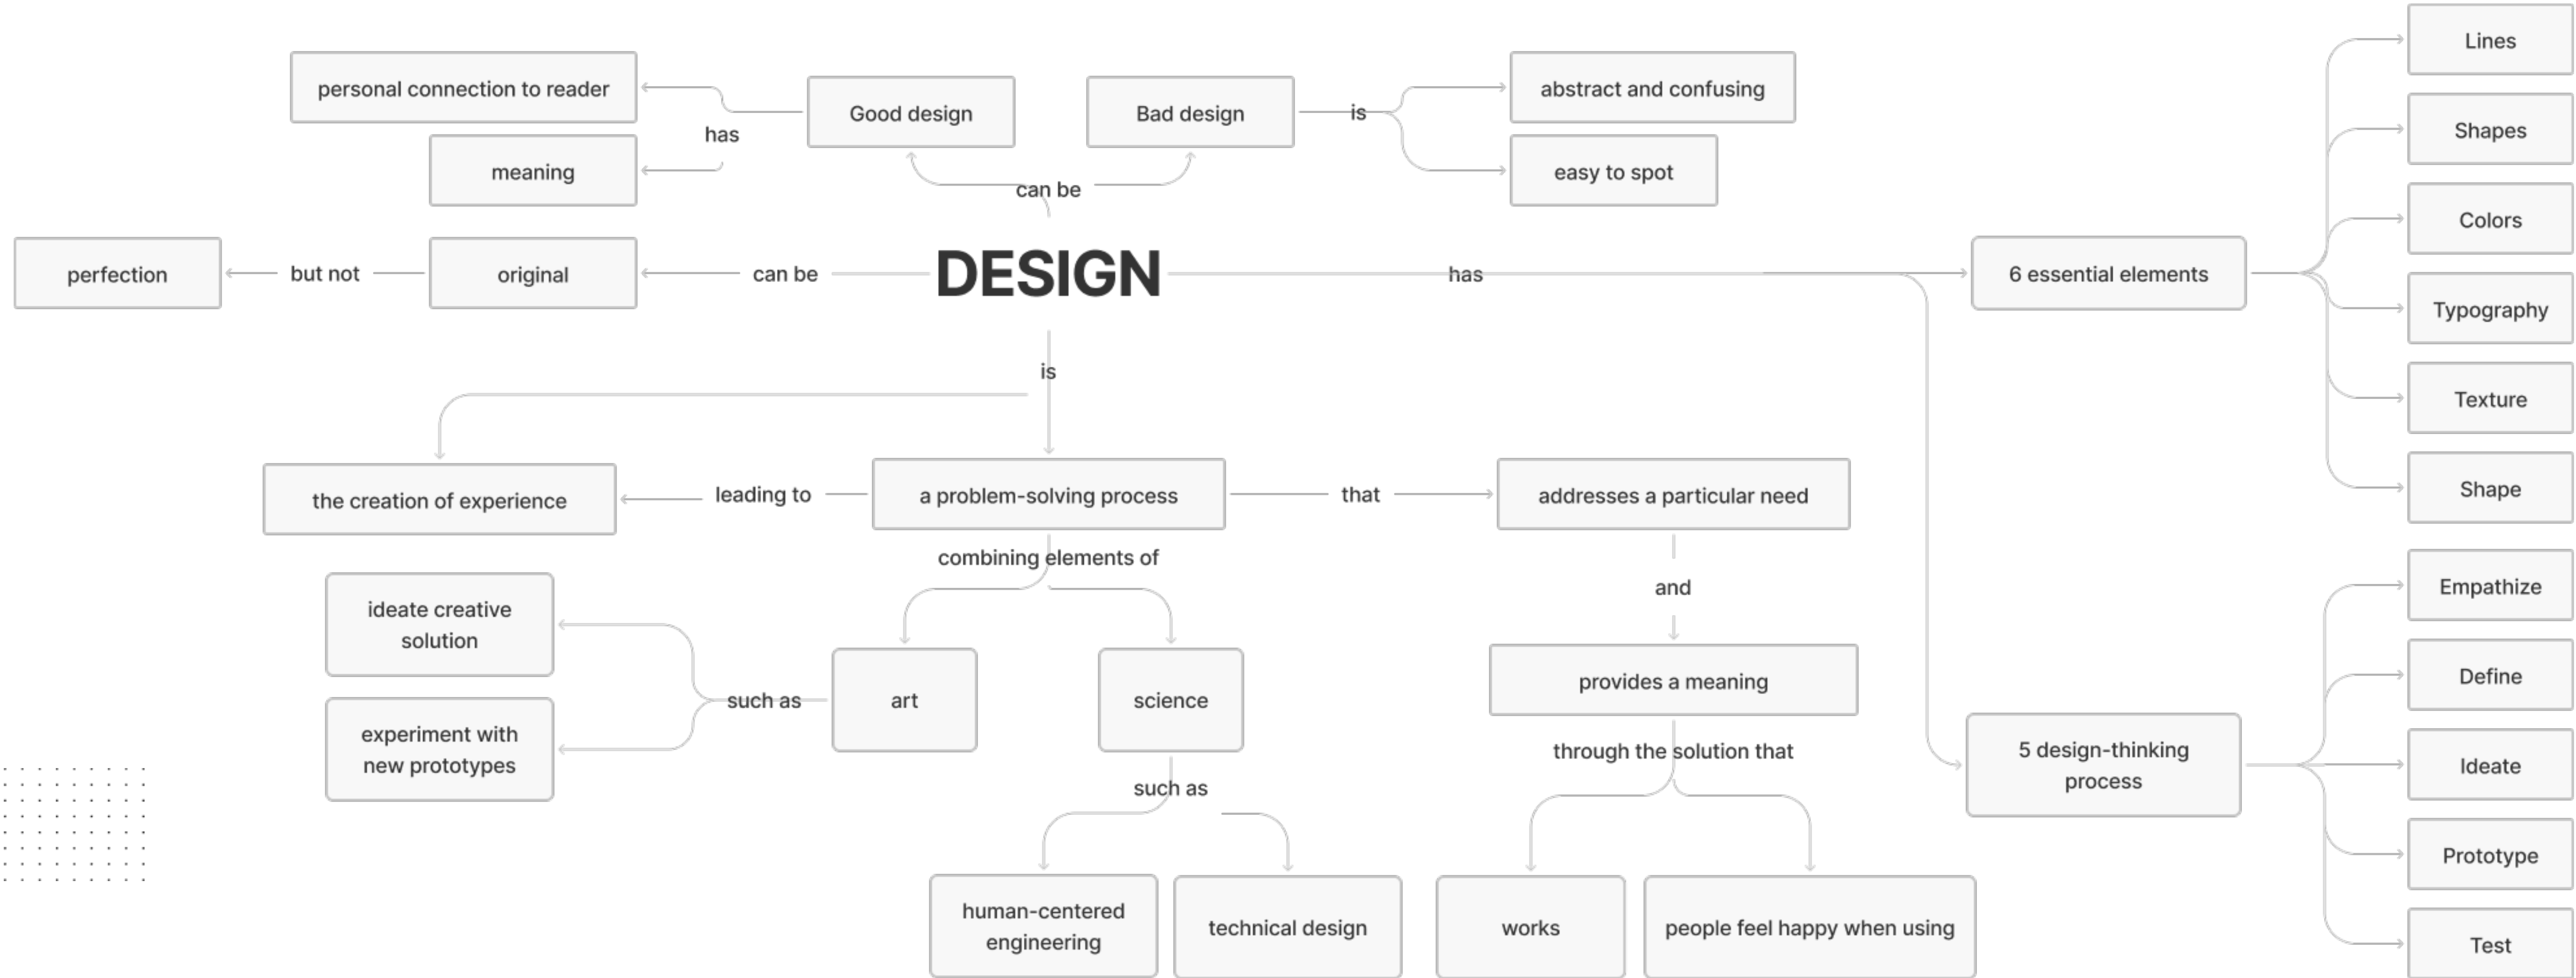 personal connection to reader
has
meaning
Good design
Bad design
is
abstract and confusing
easy to spot
can be
perfection
but not
original
can be
DESIGN
has
6 essential elements
Lines
Shapes
Colors
Typography
Texture
Shape
is
the creation of experience
leading to
a problem-solving process
that
addresses a particular need
combining elements of
and
ideate creative
solution
experiment with
new prototypes
such as
art
science
provides a meaning
through the solution that
such as
human-centered
engineering
technical design
works
people feel happy when using
5 design-thinking
process
Empathize
Define
Ideate
Prototype
Test